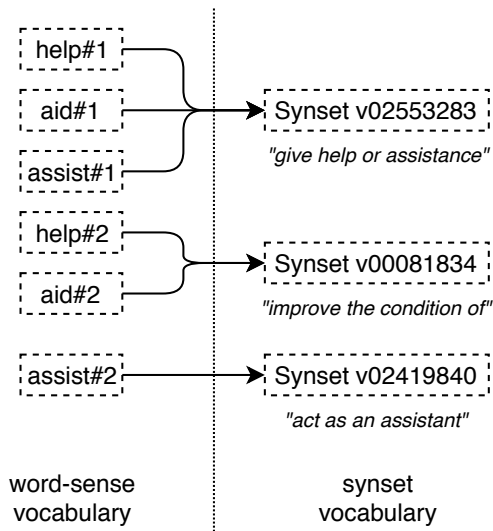 help#1
aid#1
assist#1
help#2
aid#2
assist#2
word-sense
vocabulary
Synset v02553283
"give help or assistance"
Synset v00081834
"improve the condition of"
Synset v02419840
"act as an assistant"
synset
vocabulary